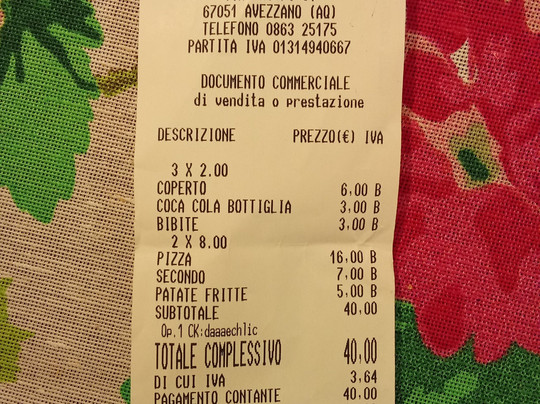 67051 AVEZZANO (AQ)
TELEFONO 0863 25175
PARTITA IVA 01314940667
DOCUMENTO COMMERCIALE
di vendita o prestazione
DESCRIZIONE PREZZO(€) IVA
3 X 2.00
COPERTO 6,00 B
COCA COLA BOTTIGLIA 3,00 B
BIBITE 3,00 B
2 X 8.00
PIZZA 16,00 B
SECONDO 7,00 B
PATATE FRITTE 5,00 B
SUBTOTALE 40,00
Op.1 CK:daaaechlic
TOTALE COMPLESSIVO 40,00
DI CUI IVA 3,64
PAGAMENTO CONTANTE 40,00